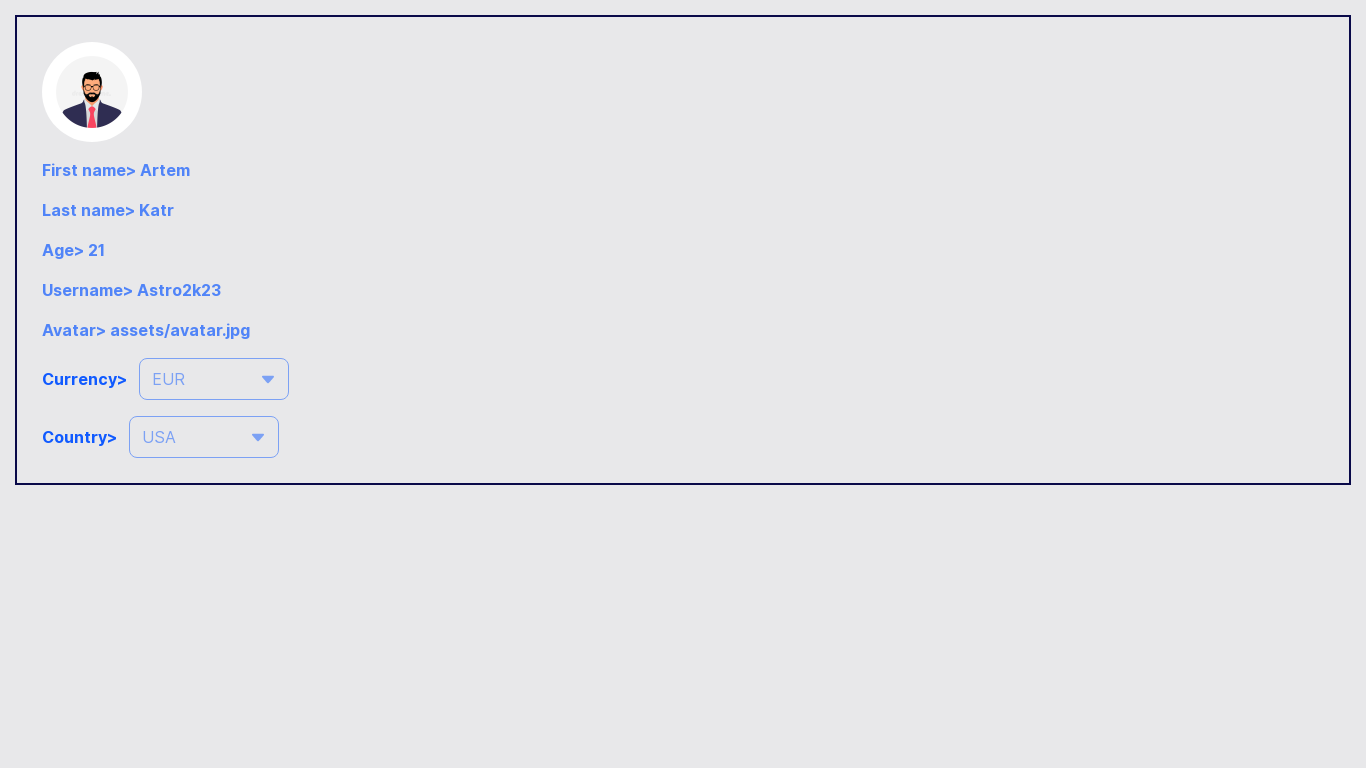 First name> Artem
Last name> Katr
Age> 21
Username> Astro2k23
Avatar> assets/avatar.jpg
Currency> EUR
Country> USA